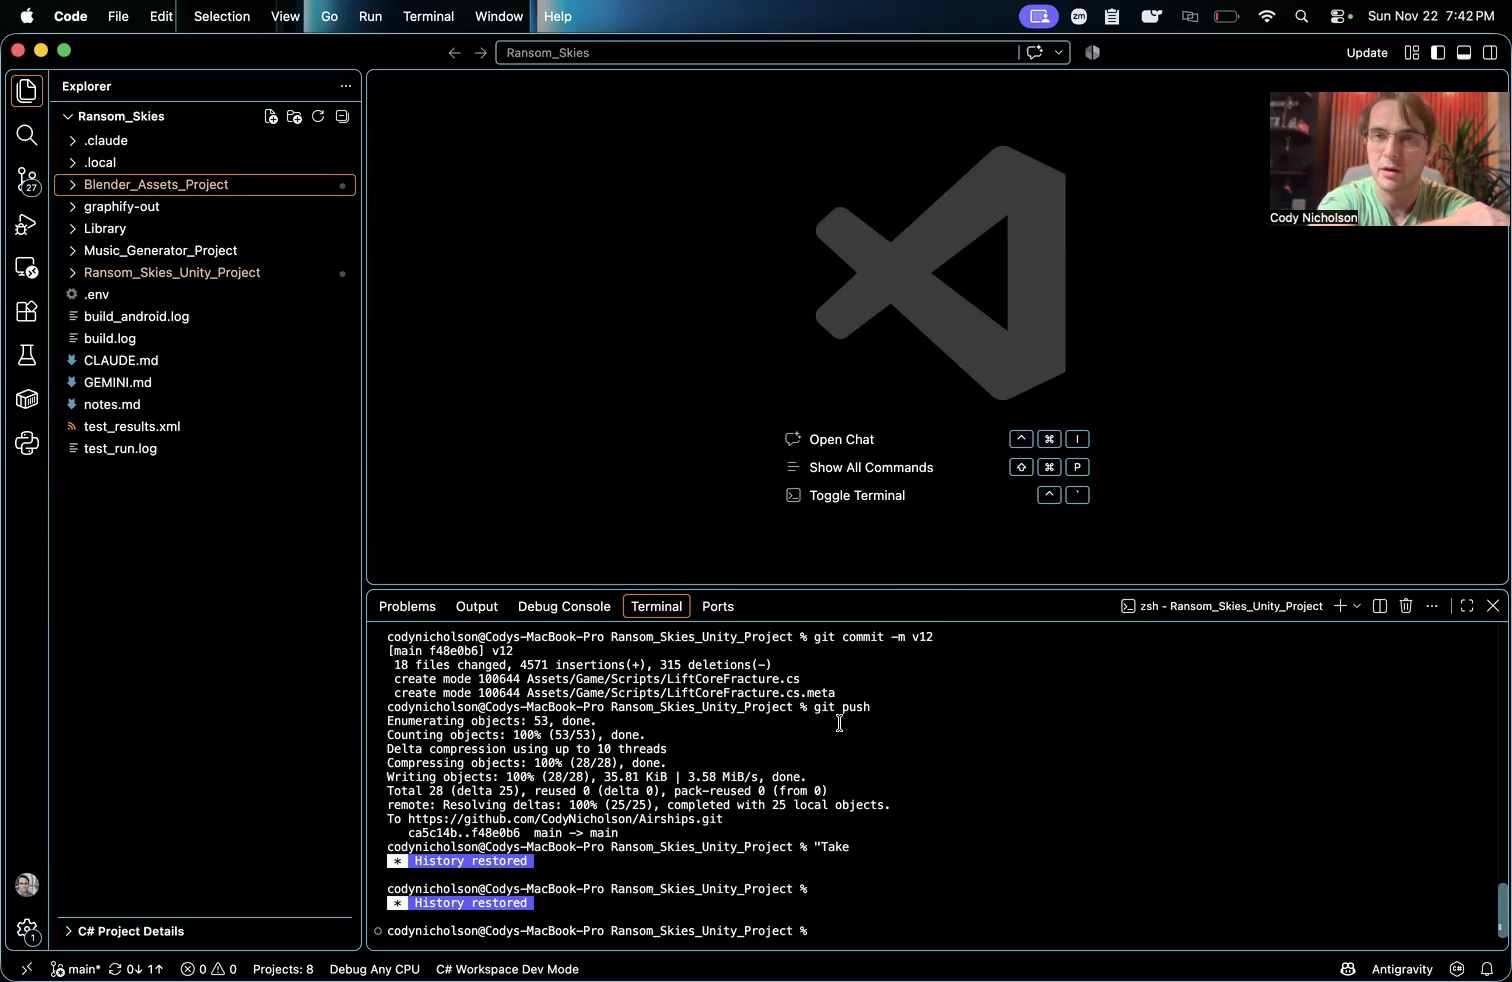 Code File Edit Selection View Go Run Terminal Window Help zm Sun Nov 22 7:42 PM
Ransom_Skies Update
Explorer
Ransom_Skies
.claude
.local
27
Blender_Assets_Project
graphify-out
Library
Music_Generator_Project
Ransom_Skies_Unity_Project
.env
build_android.log
build.log
CLAUDE.md
GEMINI.md
notes.md
test_results.xml
test_run.log
Cody Nicholson
Open Chat ^ ⌘ I
Show All Commands ⇧ ⌘ P
Toggle Terminal ^ `
Problems Output Debug Console Terminal Ports zsh - Ransom_Skies_Unity_Project
codynicholson@Codys-MacBook-Pro Ransom_Skies_Unity_Project % git commit -m v12
[main f48e0b6] v12
18 files changed, 4571 insertions(+), 315 deletions(-)
create mode 100644 Assets/Game/Scripts/LiftCoreFracture.cs
create mode 100644 Assets/Game/Scripts/LiftCoreFracture.cs.meta
codynicholson@Codys-MacBook-Pro Ransom_Skies_Unity_Project % git push
Enumerating objects: 53, done.
Counting objects: 100% (53/53), done.
Delta compression using up to 10 threads
Compressing objects: 100% (28/28), done.
Writing objects: 100% (28/28), 35.81 KiB | 3.58 MiB/s, done.
Total 28 (delta 25), reused 0 (delta 0), pack-reused 0 (from 0)
remote: Resolving deltas: 100% (25/25), completed with 25 local objects.
To https://github.com/CodyNicholson/Airships.git
ca5c14b..f48e0b6 main -> main
codynicholson@Codys-MacBook-Pro Ransom_Skies_Unity_Project % "Take
* History restored
codynicholson@Codys-MacBook-Pro Ransom_Skies_Unity_Project %
* History restored
codynicholson@Codys-MacBook-Pro Ransom_Skies_Unity_Project %
C# Project Details
1
main* 0↓ 1↑ 0 0 Projects: 8 Debug Any CPU C# Workspace Dev Mode Antigravity